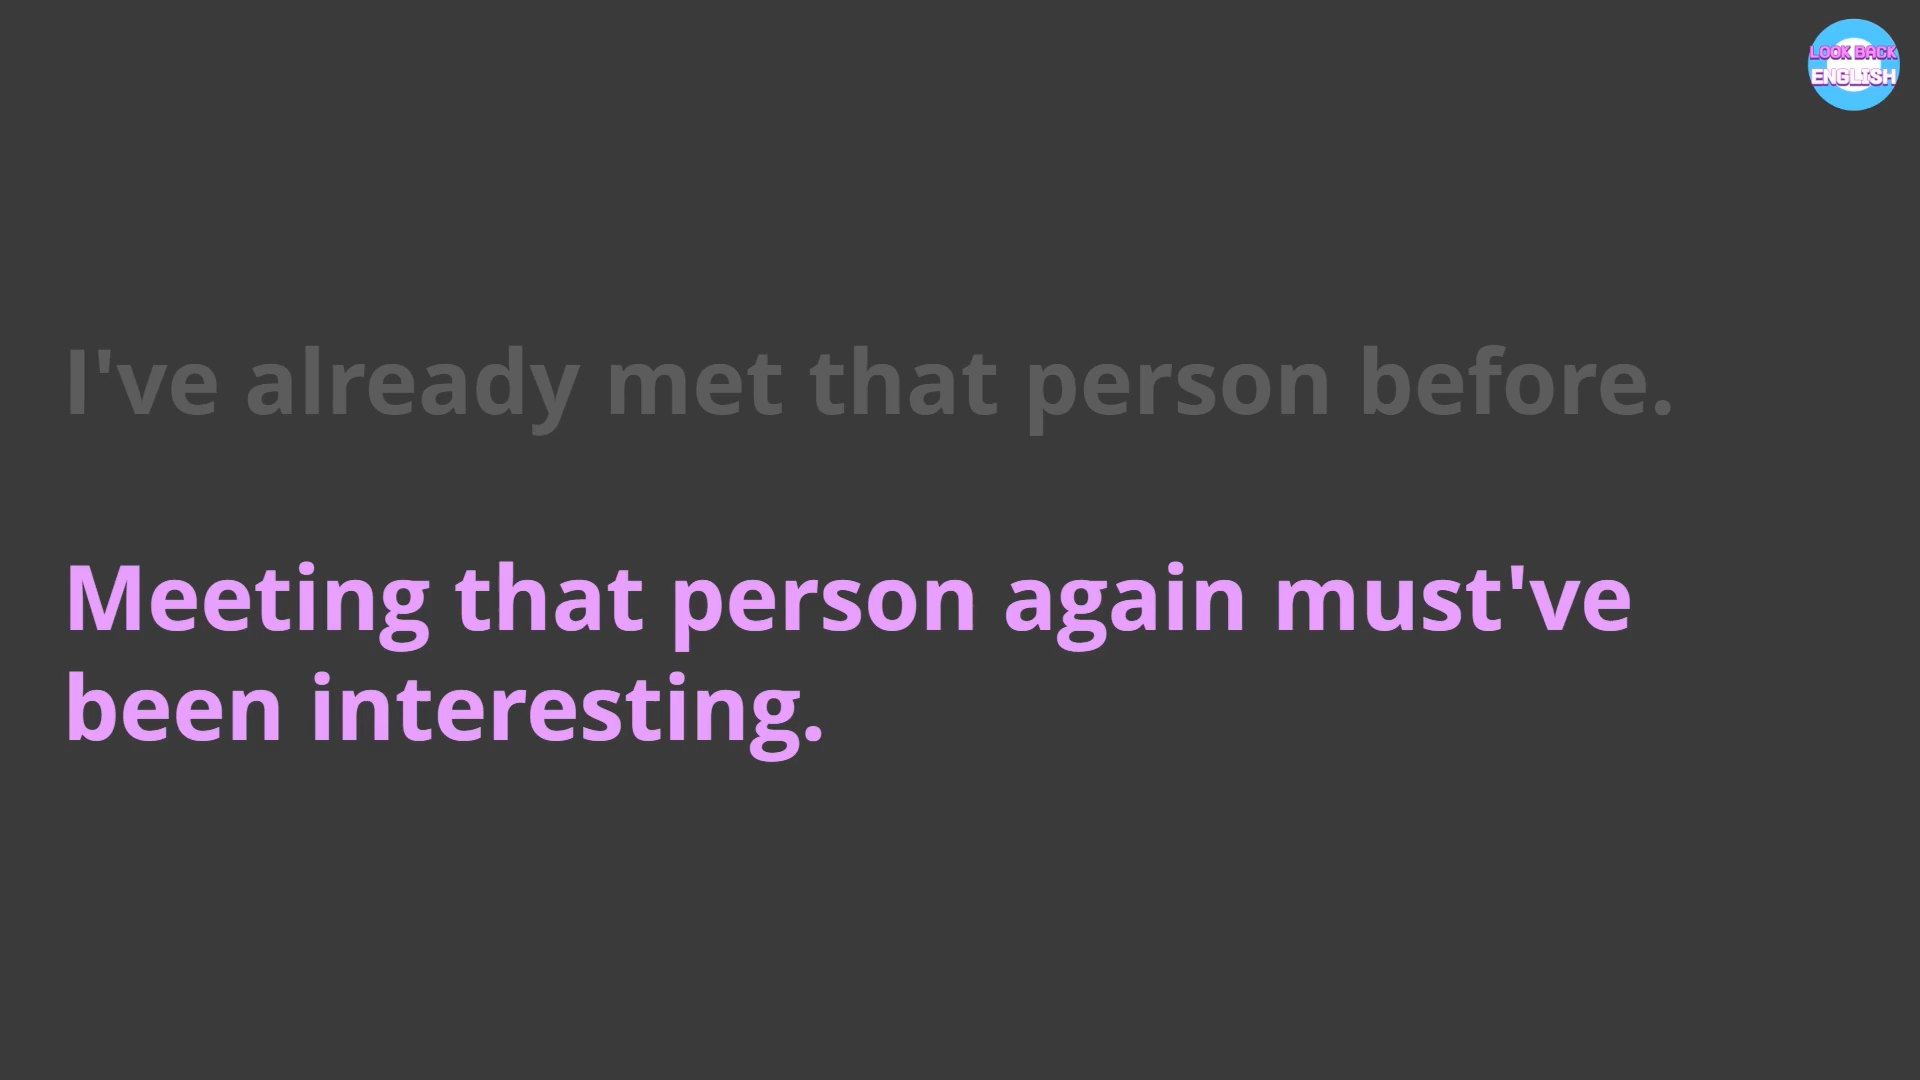 LOOK BACK
ENGLISH
I've already met that person before.
Meeting that person again must've
been interesting.